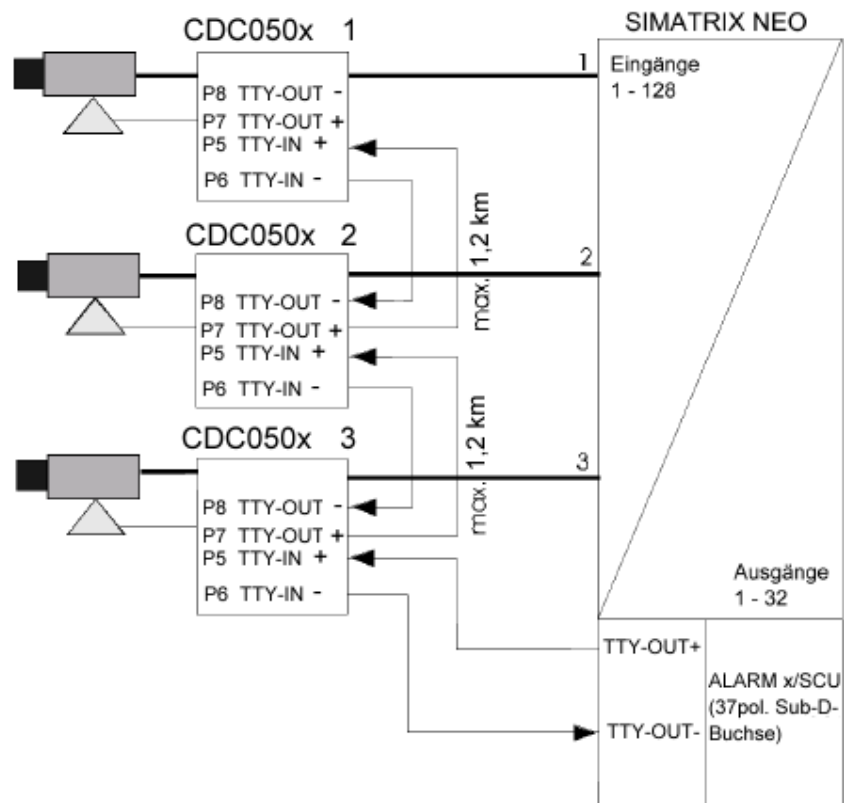 SIMATRIX NEO
CDC050x 1
1
Eingänge
1 - 128
P8 TTY-OUT -
P7 TTY-OUT +
P5 TTY-IN +
P6 TTY-IN -
max. 1,2 km
CDC050x 2
2
P8 TTY-OUT -
P7 TTY-OUT +
P5 TTY-IN +
P6 TTY-IN -
max. 1,2 km
CDC050x 3
3
P8 TTY-OUT -
P7 TTY-OUT +
P5 TTY-IN +
P6 TTY-IN -
Ausgänge
1 - 32
TTY-OUT+
TTY-OUT-
ALARM x/SCU
(37pol. Sub-D-
Buchse)